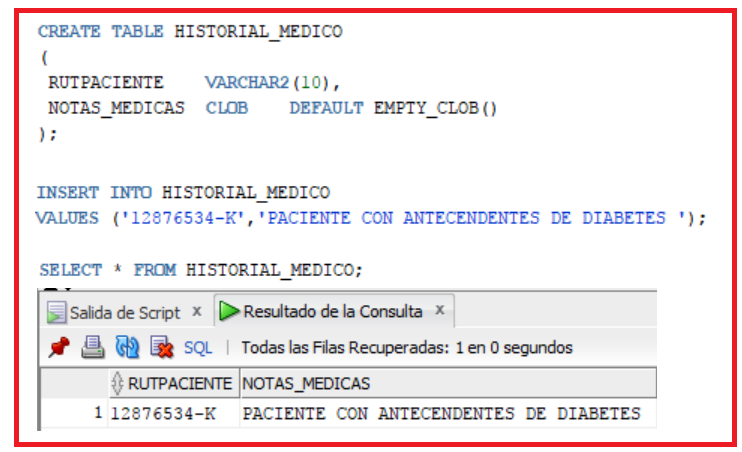 CREATE TABLE HISTORIAL_MEDICO
(
RUTPACIENTE VARCHAR2(10),
NOTAS_MEDICAS CLOB DEFAULT EMPTY_CLOB()
);
INSERT INTO HISTORIAL_MEDICO
VALUES ('12876534-K','PACIENTE CON ANTECENDENTES DE DIABETES ');
SELECT * FROM HISTORIAL_MEDICO;
Salida de Script x Resultado de la Consulta x
SQL | Todas las Filas Recuperadas: 1 en 0 segundos
RUTPACIENTE NOTAS_MEDICAS
1 12876534-K PACIENTE CON ANTECENDENTES DE DIABETES